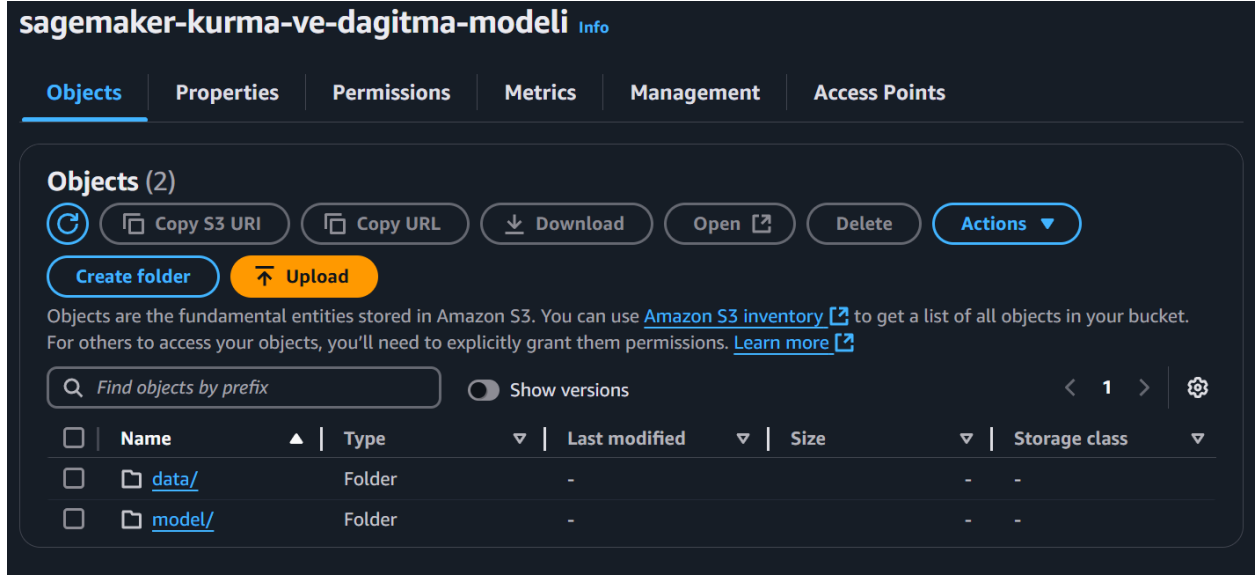 sagemaker-kurma-ve-dagitma-modeli Info
Objects Properties Permissions Metrics Management Access Points
Objects (2)
Copy S3 URI Copy URL Download Open Delete Actions
Create folder Upload
Objects are the fundamental entities stored in Amazon S3. You can use Amazon S3 inventory to get a list of all objects in your bucket.
For others to access your objects, you'll need to explicitly grant them permissions. Learn more
Find objects by prefix Show versions 1
Name Type Last modified Size Storage class
data/ Folder - - -
model/ Folder - - -